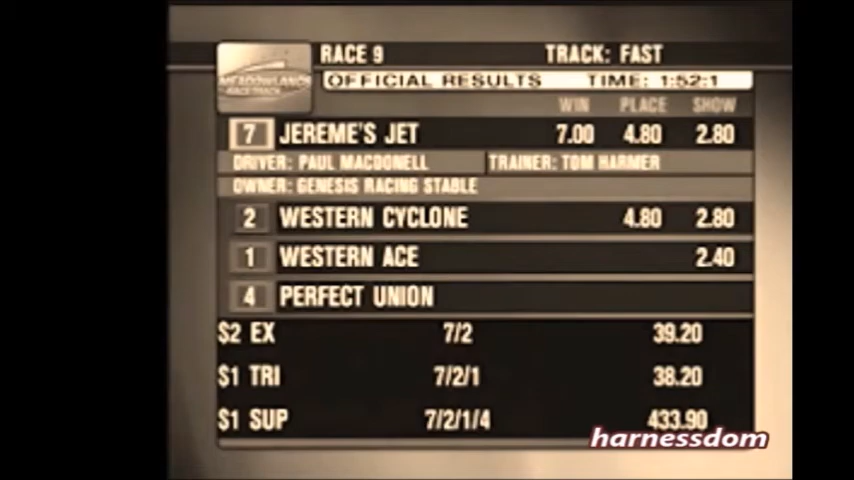 RACE 9 TRACK: FAST
MEADOWLANDS
RACETRACK
OFFICIAL RESULTS TIME: 1:52:1
WIN PLACE SHOW
7 JEREME'S JET 7.00 4.80 2.80
DRIVER: PAUL MACDONELL TRAINER: TOM HARMER
OWNER: GENESIS RACING STABLE
2 WESTERN CYCLONE 4.80 2.80
1 WESTERN ACE 2.40
4 PERFECT UNION
$2 EX 7/2 39.20
$1 TRI 7/2/1 38.20
$1 SUP 7/2/1/4 433.90
harnessdom